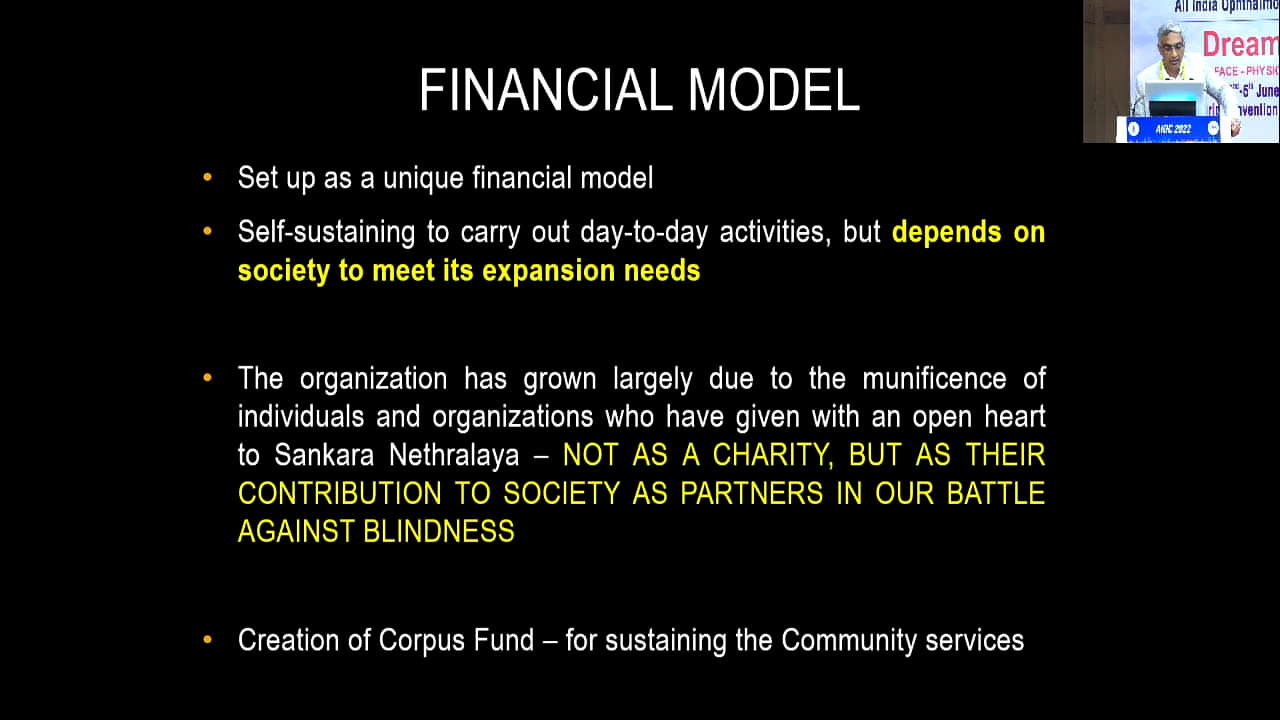 FINANCIAL MODEL
Set up as a unique financial model
Self-sustaining to carry out day-to-day activities, but depends on
society to meet its expansion needs
The organization has grown largely due to the munificence of
individuals and organizations who have given with an open heart
to Sankara Nethralaya – NOT AS A CHARITY, BUT AS THEIR
CONTRIBUTION TO SOCIETY AS PARTNERS IN OUR BATTLE
AGAINST BLINDNESS
Creation of Corpus Fund – for sustaining the Community services
All India Ophthalmo
Dream
FACE - PHYSIC
June
AIOC 2022